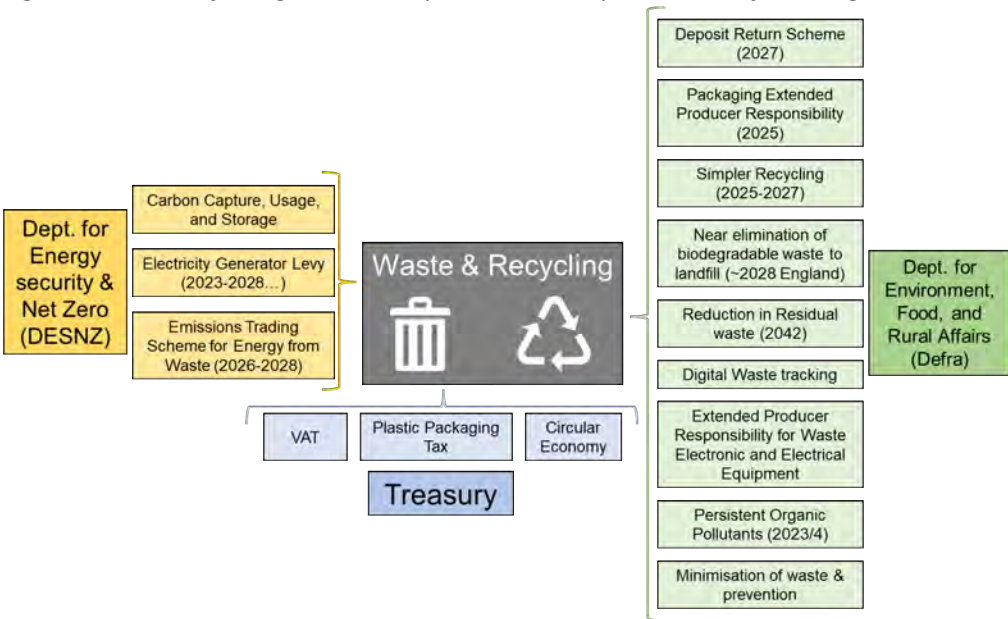 Dept. for
Energy
security &
Net Zero
(DESNZ)
Carbon Capture, Usage,
and Storage
Electricity Generator Levy
(2023-2028...)
Emissions Trading
Scheme for Energy from
Waste (2026-2028)
Waste & Recycling
VAT
Plastic Packaging
Tax
Circular
Economy
Treasury
Deposit Return Scheme
(2027)
Packaging Extended
Producer Responsibility
(2025)
Simpler Recycling
(2025-2027)
Near elimination of
biodegradable waste to
landfill (~2028 England)
Reduction in Residual
waste (2042)
Digital Waste tracking
Extended Producer
Responsibility for Waste
Electronic and Electrical
Equipment
Persistent Organic
Pollutants (2023/4)
Minimisation of waste &
prevention
Dept. for
Environment,
Food, and
Rural Affairs
(Defra)